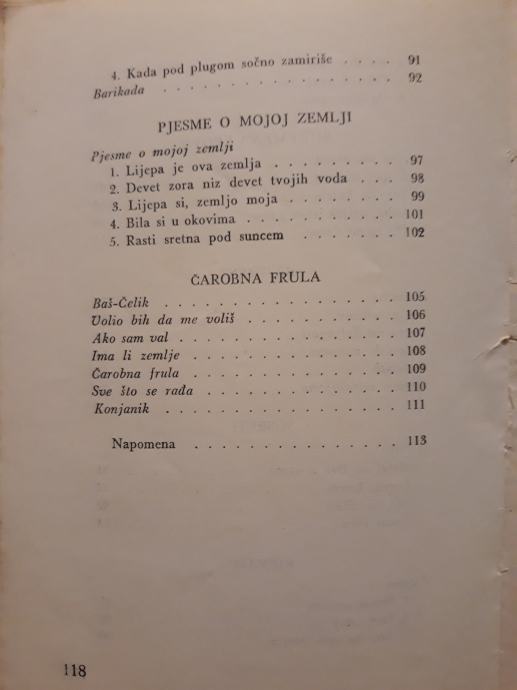 4. Kada pod plugom sočno zamiriše . . . . 91
Barikada . . . . . . . . . . . . . . . . 92
PJESME O MOJOJ ZEMLJI
Pjesme o mojoj zemlji
1. Lijepa je ova zemlja . . . . . . . . . 97
2. Devet zora niz devet tvojih voda . . . 98
3. Lijepa si, zemljo moja . . . . . . . . 99
4. Bila si u okovima . . . . . . . . . . . 101
5. Rasti sretna pod suncem . . . . . . . 102
ČAROBNA FRULA
Baš-Čelik . . . . . . . . . . . . . . . . 105
Volio bih da me voliš . . . . . . . . . . 106
Ako sam val . . . . . . . . . . . . . . . 107
Ima li zemlje . . . . . . . . . . . . . . 108
Čarobna frula . . . . . . . . . . . . . . 109
Sve što se rađa . . . . . . . . . . . . . 110
Konjanik . . . . . . . . . . . . . . . . 111
Napomena . . . . . . . . . . . . . . 113
118